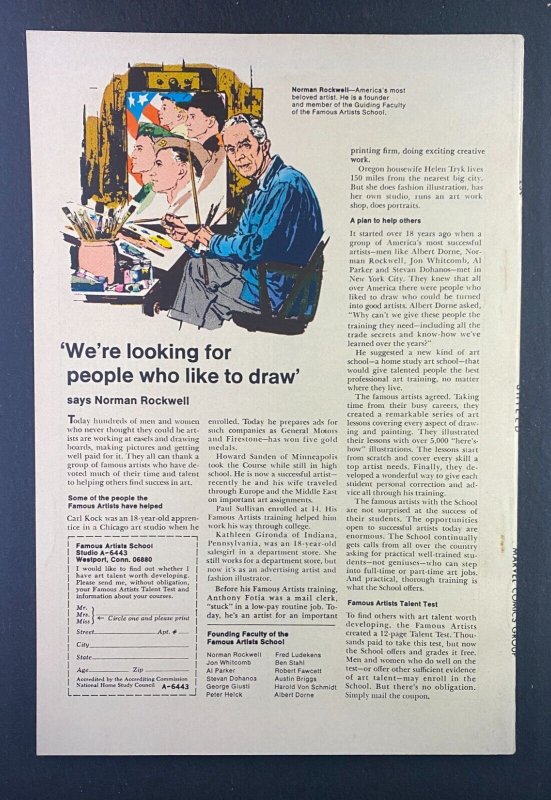 Norman Rockwell—America's most
beloved artist. He is a founder
and member of the Guiding Faculty
of the Famous Artists School.
'We're looking for
people who like to draw'
says Norman Rockwell
Today hundreds of men and women
who never thought they could be art-
ists are working at easels and drawing
boards, making pictures and getting
well paid for it. They all can thank a
group of famous artists who have de-
voted much of their time and talent
to helping others find success in art.
Some of the people the
Famous Artists have helped
Carl Kock was an 18-year-old appren-
tice in a Chicago art studio when he
Famous Artists School
Studio A-6443
Westport, Conn. 06880
I would like to find out whether I
have art talent worth developing.
Please send me, without obligation,
your Famous Artists Talent Test and
information about your courses.
Mr.
Mrs.
Miss
Circle one and please print
Street Apt. #
City
State
Age Zip
Accredited by the Accrediting Commission
National Home Study Council A-6443
enrolled. Today he prepares ads for
such companies as General Motors
and Firestone—has won five gold
medals.
Howard Sanden of Minneapolis
took the Course while still in high
school. He is now a successful artist—
recently he and his wife traveled
through Europe and the Middle East
on important art assignments.
Paul Sullivan enrolled at 14. His
Famous Artists training helped him
work his way through college.
Kathleen Gironda of Indiana,
Pennsylvania, was an 18-year-old
salesgirl in a department store. She
still works for a department store, but
now it's as an advertising artist and
fashion illustrator.
Before his Famous Artists training,
Anthony Fotia was a mail clerk,
"stuck" in a low-pay routine job. To-
day, he's an artist for an important
Founding Faculty of the
Famous Artists School
Norman Rockwell
Jon Whitcomb
Al Parker
Stevan Dohanos
George Giusti
Peter Helck
Fred Ludekens
Ben Stahl
Robert Fawcett
Austin Briggs
Harold Von Schmidt
Albert Dorne
printing firm, doing exciting creative
work.
Oregon housewife Helen Tryk lives
150 miles from the nearest big city.
But she does fashion illustration, has
her own studio, runs an art work
shop, does portraits.
A plan to help others
It started over 18 years ago when a
group of America's most successful
artists—men like Albert Dorne, Nor-
man Rockwell, Jon Whitcomb, Al
Parker and Stevan Dohanos—met in
New York City. They knew that all
over America there were people who
liked to draw who could be turned
into good artists. Albert Dorne asked,
"Why can't we give these people the
training they need—including all the
trade secrets and know-how we've
learned over the years?"
He suggested a new kind of art
school—a home study art school—that
would give talented people the best
professional art training, no matter
where they live.
The famous artists agreed. Taking
time from their busy careers, they
created a remarkable series of art
lessons covering every aspect of draw-
ing and painting. They illustrated
their lessons with over 5,000 "here's-
how" illustrations. The lessons start
from scratch and cover every skill a
top artist needs. Finally, they de-
veloped a wonderful way to give each
student personal correction and ad-
vice all through his training.
The famous artists with the School
are not surprised at the success of
their students. The opportunities
open to successful artists today are
enormous. The School continually
gets calls from all over the country
asking for practical well-trained stu-
dents—not geniuses—who can step
into full-time or part-time art jobs.
And practical, thorough training is
what the School offers.
Famous Artists Talent Test
To find others with art talent worth
developing, the Famous Artists
created a 12-page Talent Test. Thou-
sands paid to take this test, but now
the School offers and grades it free.
Men and women who do well on the
test—or offer other sufficient evidence
of art talent—may enroll in the
School. But there's no obligation.
Simply mail the coupon.
MARVEL COMICS GROUP